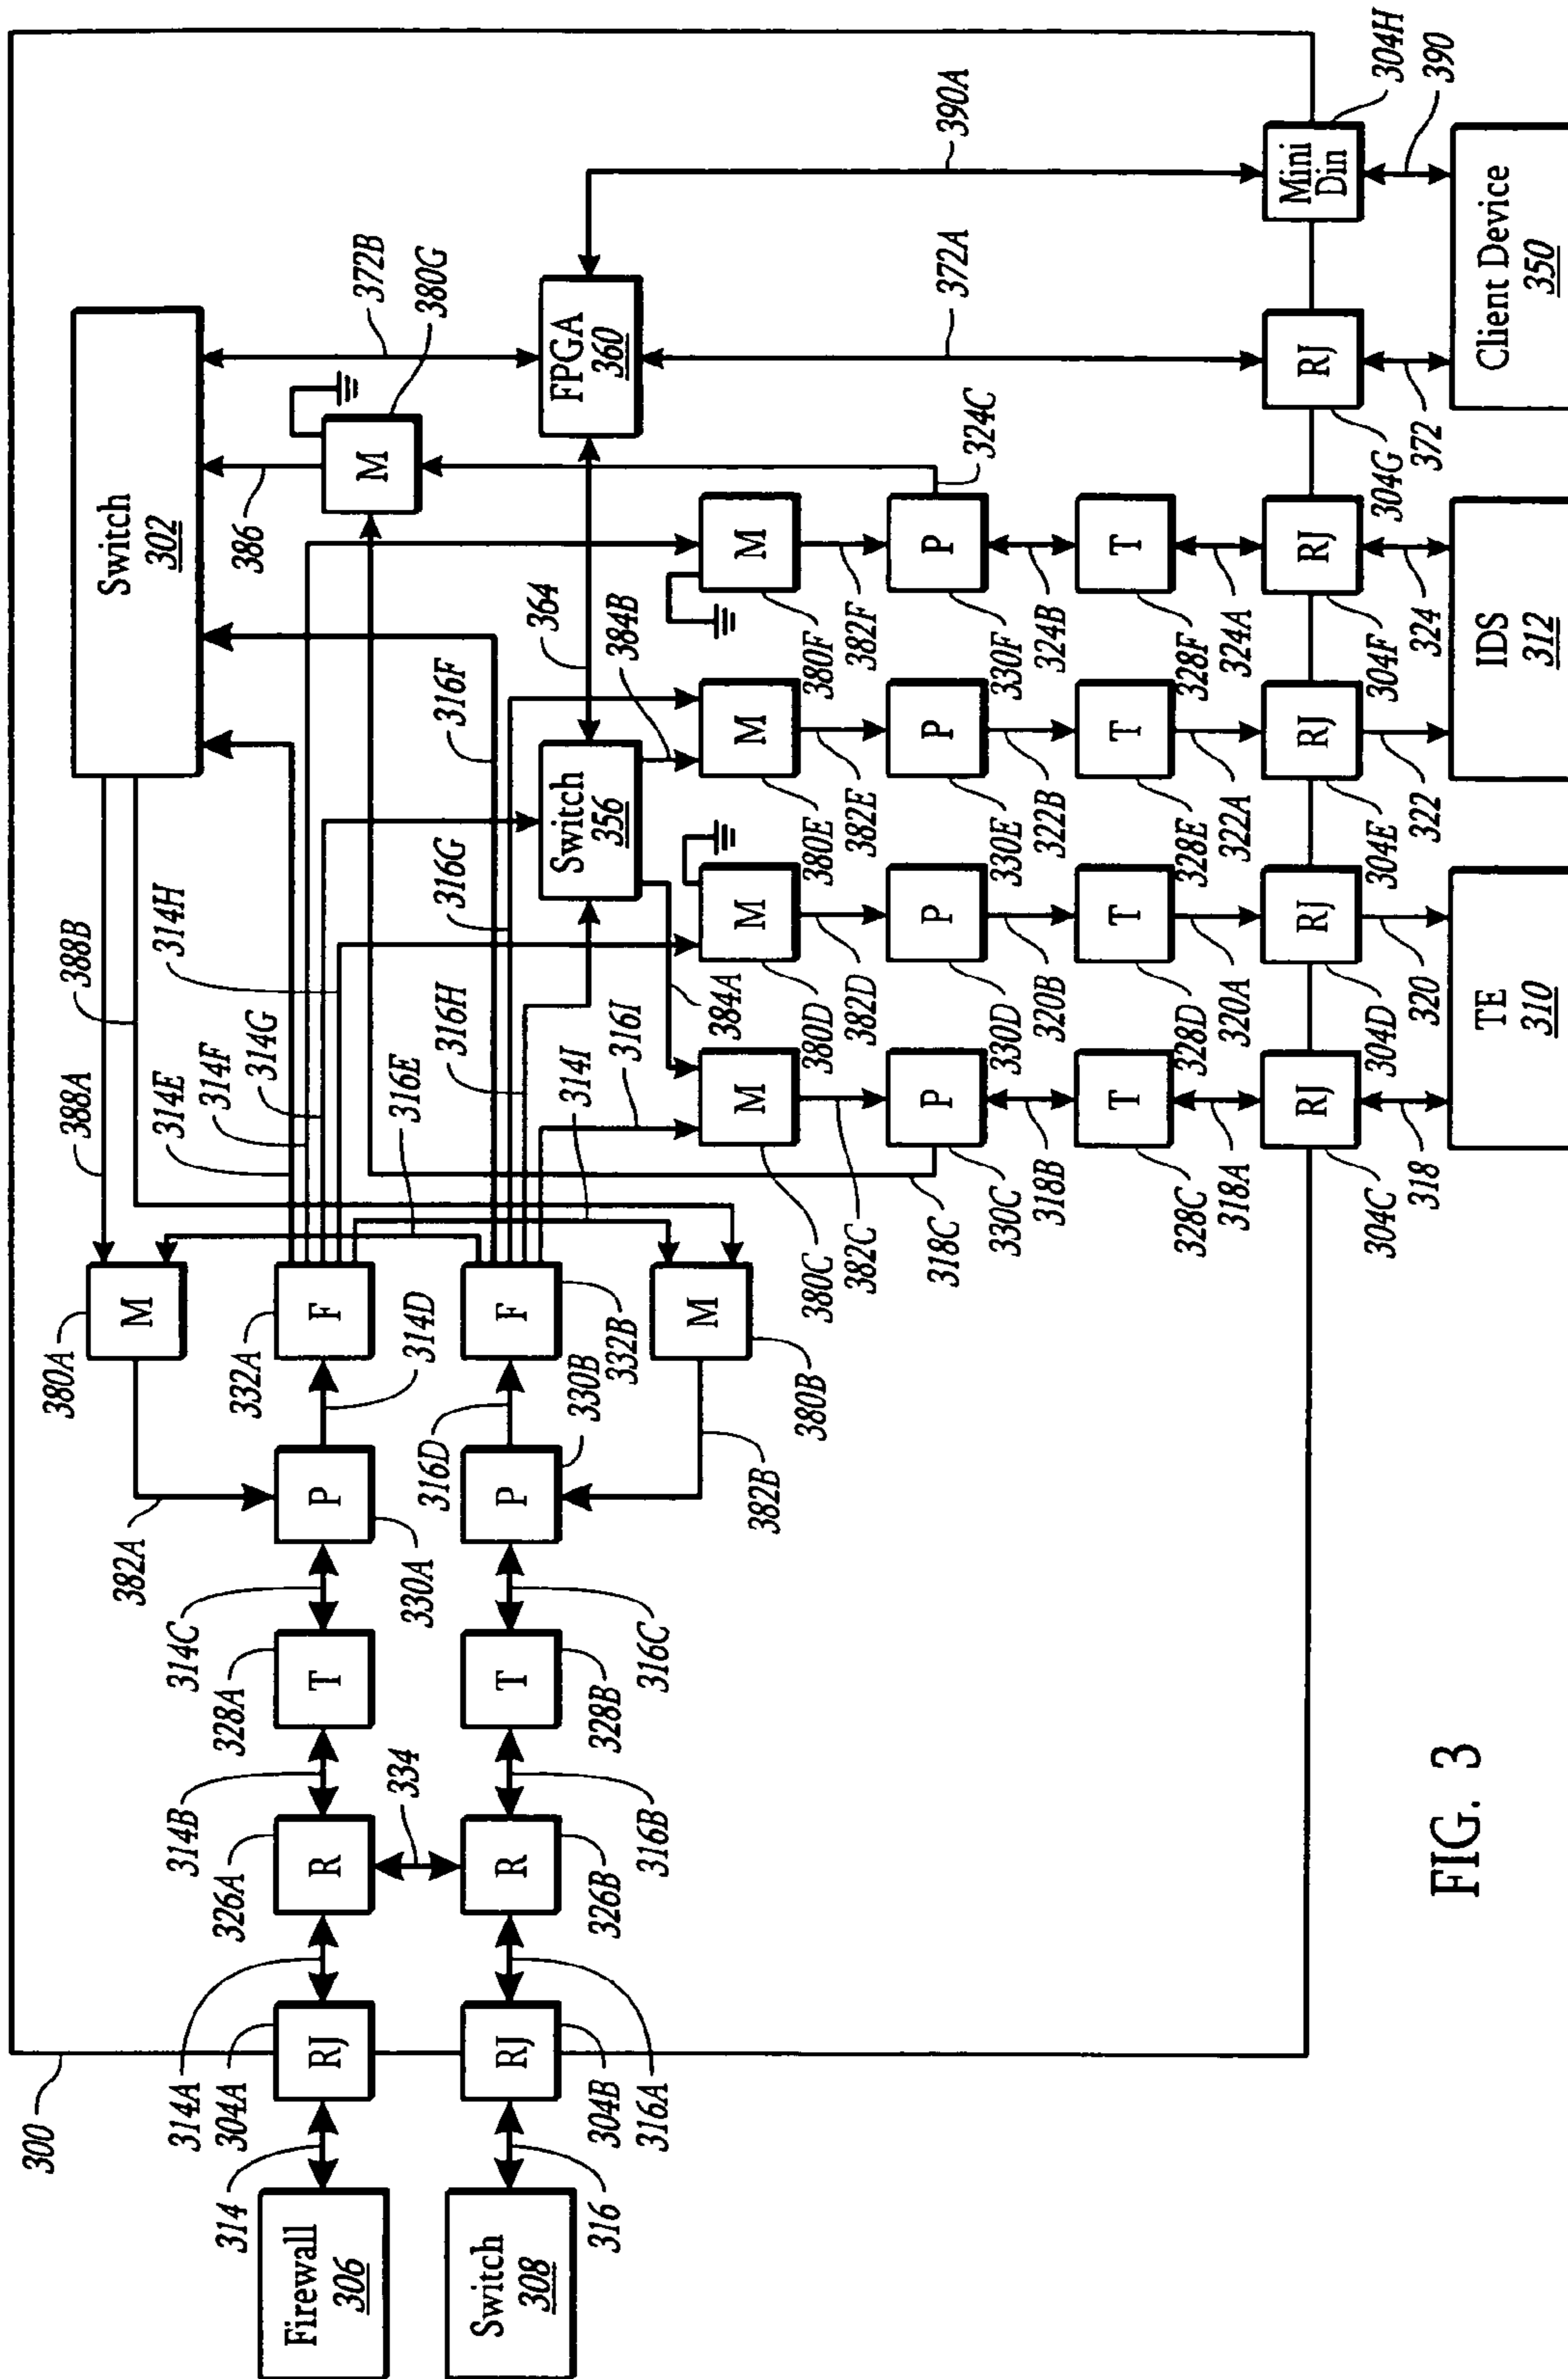 300
380A
388A
388B
382A
M
Switch
302
314A
304A
314B
326A
314C
328A
332A
314E
314F
314G
314H
314
330A
314D
386
372B
380G
Firewall
306
RJ
R
T
P
F
M
334
316E
314I
316H
316G
316F
316D
330B
332B
316I
364
384B
390A
Switch
308
RJ
R
T
P
F
Switch
356
FPGA
360
316
304B
316A
326B
316B
328B
316C
382B
380B
M
384A
372A
M
M
M
M
380C
382C
380D
382D
380E
382E
380F
382F
318C
324C
P
P
P
P
330C
318B
330D
320B
330E
322B
330F
324B
T
T
T
T
328C
318A
328D
320A
328E
322A
328F
324A
RJ
RJ
RJ
RJ
RJ
Mini
Din
304C
318
304D
320
304E
322
304F
324
304G
372
304H
390
TE
310
IDS
312
Client Device
350
FIG. 3